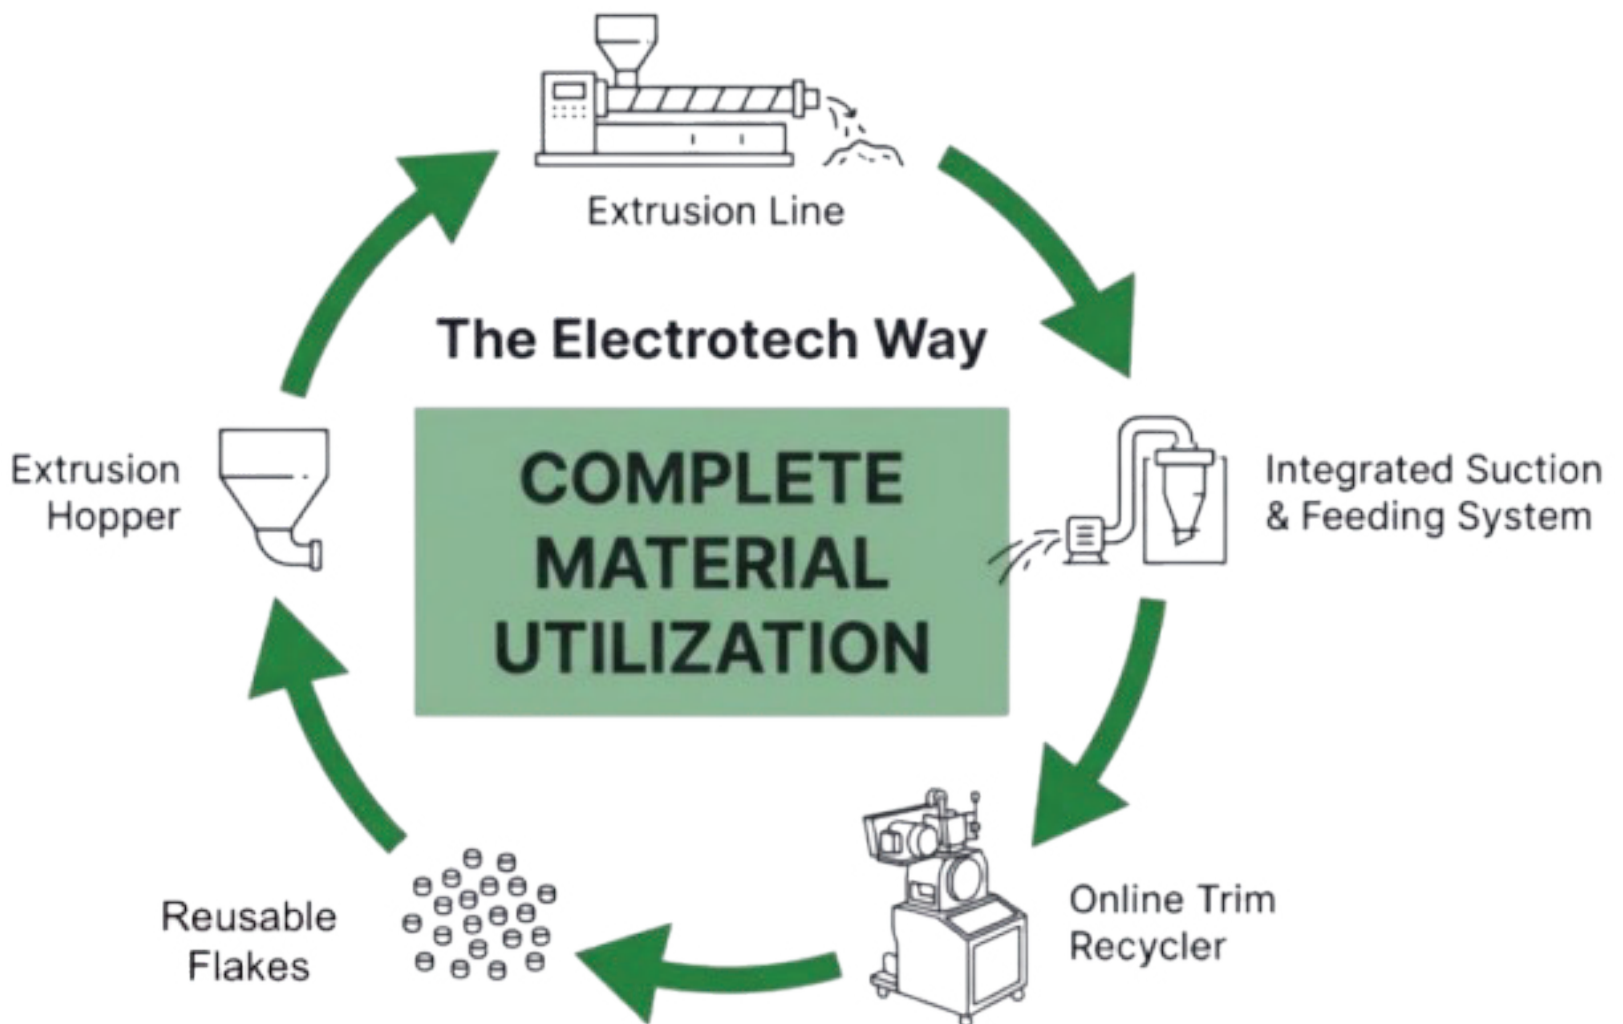 Extrusion Line
The Electrotech Way
COMPLETE
MATERIAL
UTILIZATION
Extrusion
Hopper
Integrated Suction
& Feeding System
Reusable
Flakes
Online Trim
Recycler